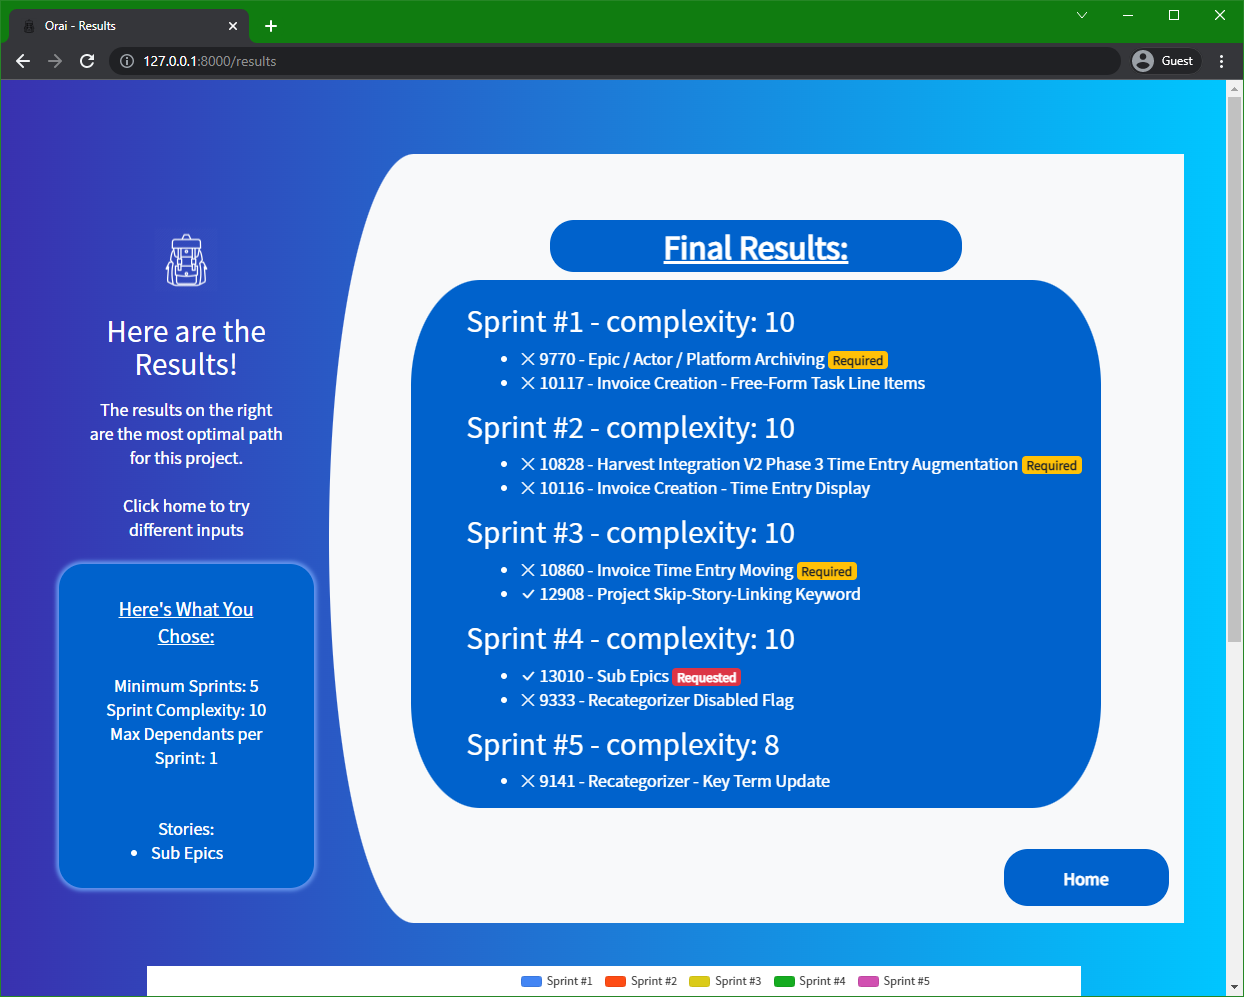 Orai - Results
127.0.0.1:8000/results
Guest
Here are the
Results!
The results on the right
are the most optimal path
for this project.
Click home to try
different inputs
Here's What You
Chose:
Minimum Sprints: 5
Sprint Complexity: 10
Max Dependants per
Sprint: 1
Stories:
• Sub Epics
Final Results:
Sprint #1 - complexity: 10
• ✕ 9770 - Epic / Actor / Platform Archiving Required
• ✕ 10117 - Invoice Creation - Free-Form Task Line Items
Sprint #2 - complexity: 10
• ✕ 10828 - Harvest Integration V2 Phase 3 Time Entry Augmentation Required
• ✕ 10116 - Invoice Creation - Time Entry Display
Sprint #3 - complexity: 10
• ✕ 10860 - Invoice Time Entry Moving Required
• ✓ 12908 - Project Skip-Story-Linking Keyword
Sprint #4 - complexity: 10
• ✓ 13010 - Sub Epics Requested
• ✕ 9333 - Recategorizer Disabled Flag
Sprint #5 - complexity: 8
• ✕ 9141 - Recategorizer - Key Term Update
Home
Sprint #1 Sprint #2 Sprint #3 Sprint #4 Sprint #5